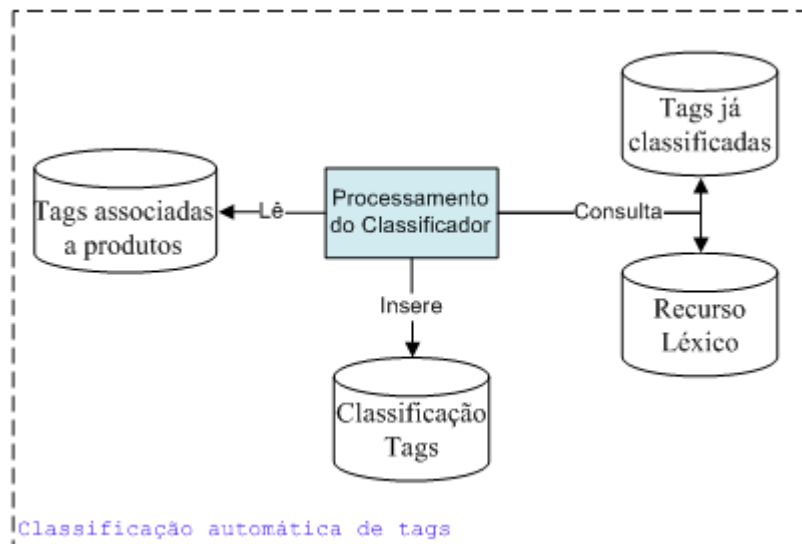 Tags já
classificadas
Tags associadas
a produtos
Lê
Processamento
do Classificador
Consulta
Insere
Recurso
Léxico
Classificação
Tags
Classificação automática de tags